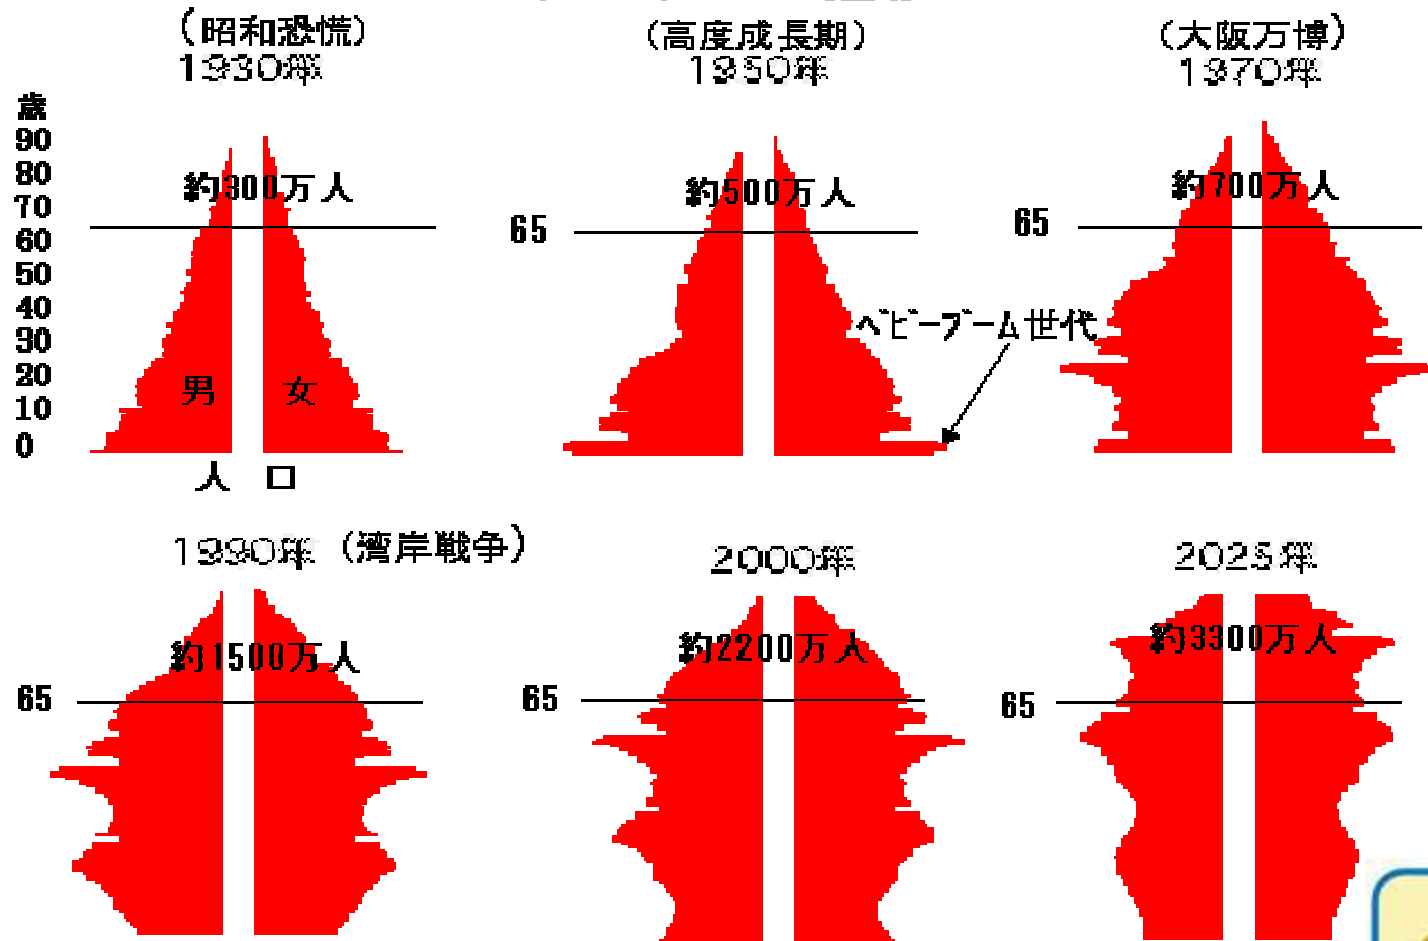 (昭和恐慌)
1930年
(高度成長期)
1950年
(大阪万博)
1970年
歳
90
80
70
60
50
40
30
20
10
0
約300万人
男
女
人 口
65
約500万人
ベビーブーム世代
65
約700万人
1990年 (湾岸戦争)
65
約1500万人
2000年
65
約2200万人
2025年
65
約3300万人